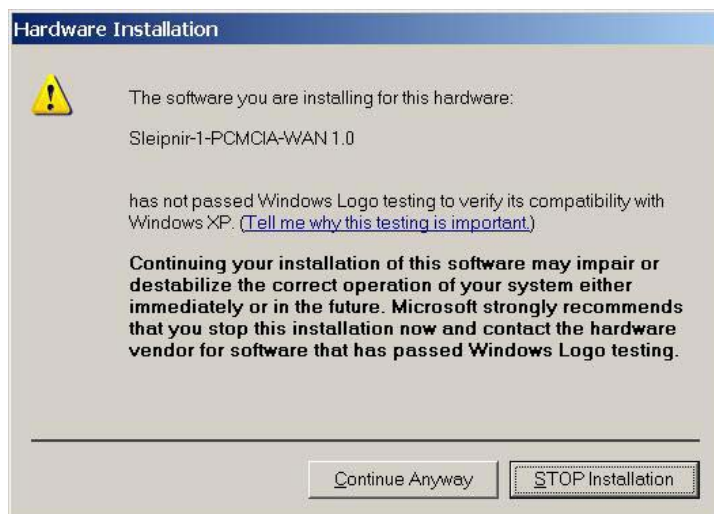 Hardware Installation
The software you are installing for this hardware:
Sleipnir-1-PCMCIA-WAN 1.0
has not passed Windows Logo testing to verify its compatibility with
Windows XP. (Tell me why this testing is important.)
Continuing your installation of this software may impair or
destabilize the correct operation of your system either
immediately or in the future. Microsoft strongly recommends
that you stop this installation now and contact the hardware
vendor for software that has passed Windows Logo testing.
Continue Anyway STOP Installation